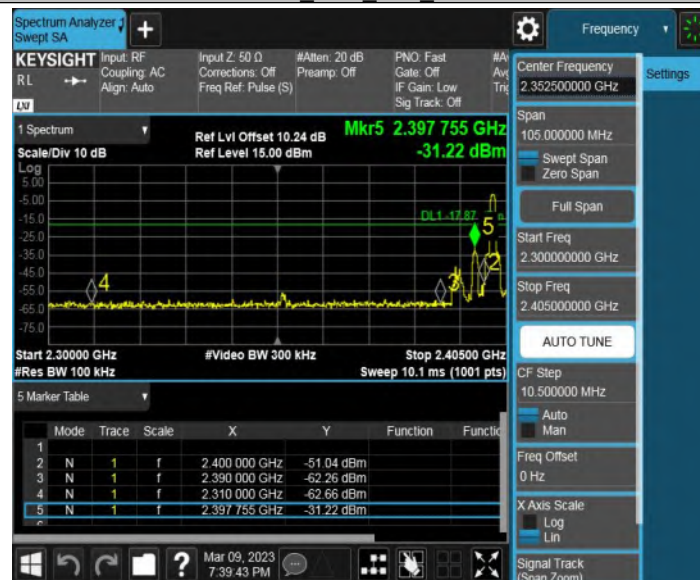 Spectrum Analyzer 1
Swept SA
+
Frequency
KEYSIGHT
RL
LXI
Input: RF
Coupling: AC
Align: Auto
Input Z: 50 Ω
Corrections: Off
Freq Ref: Pulse (S)
#Atten: 20 dB
Preamp: Off
PNO: Fast
Gate: Off
IF Gain: Low
Sig Track: Off
Center Frequency
2.352500000 GHz
Settings
Span
105.000000 MHz
Swept Span
Zero Span
Full Span
Start Freq
2.300000000 GHz
Stop Freq
2.405000000 GHz
AUTO TUNE
CF Step
10.500000 MHz
Auto
Man
Freq Offset
0 Hz
X Axis Scale
Log
Lin
Signal Track
(Span Zoom)
1 Spectrum
Scale/Div 10 dB
Ref Lvl Offset 10.24 dB
Ref Level 15.00 dBm
Mkr5 2.397 755 GHz
-31.22 dBm
Log
5.00
-5.00
-15.0
-25.0
-35.0
-45.0
-55.0
-65.0
-75.0
DL1 -17.87
5
2
3
4
Start 2.30000 GHz
#Res BW 100 kHz
#Video BW 300 kHz
Stop 2.40500 GHz
Sweep 10.1 ms (1001 pts)
5 Marker Table
Mode Trace Scale X Y Function
1
2 N 1 f 2.400 000 GHz -51.04 dBm
3 N 1 f 2.390 000 GHz -62.26 dBm
4 N 1 f 2.310 000 GHz -62.66 dBm
5 N 1 f 2.397 755 GHz -31.22 dBm
?
Mar 09, 2023
7:39:43 PM